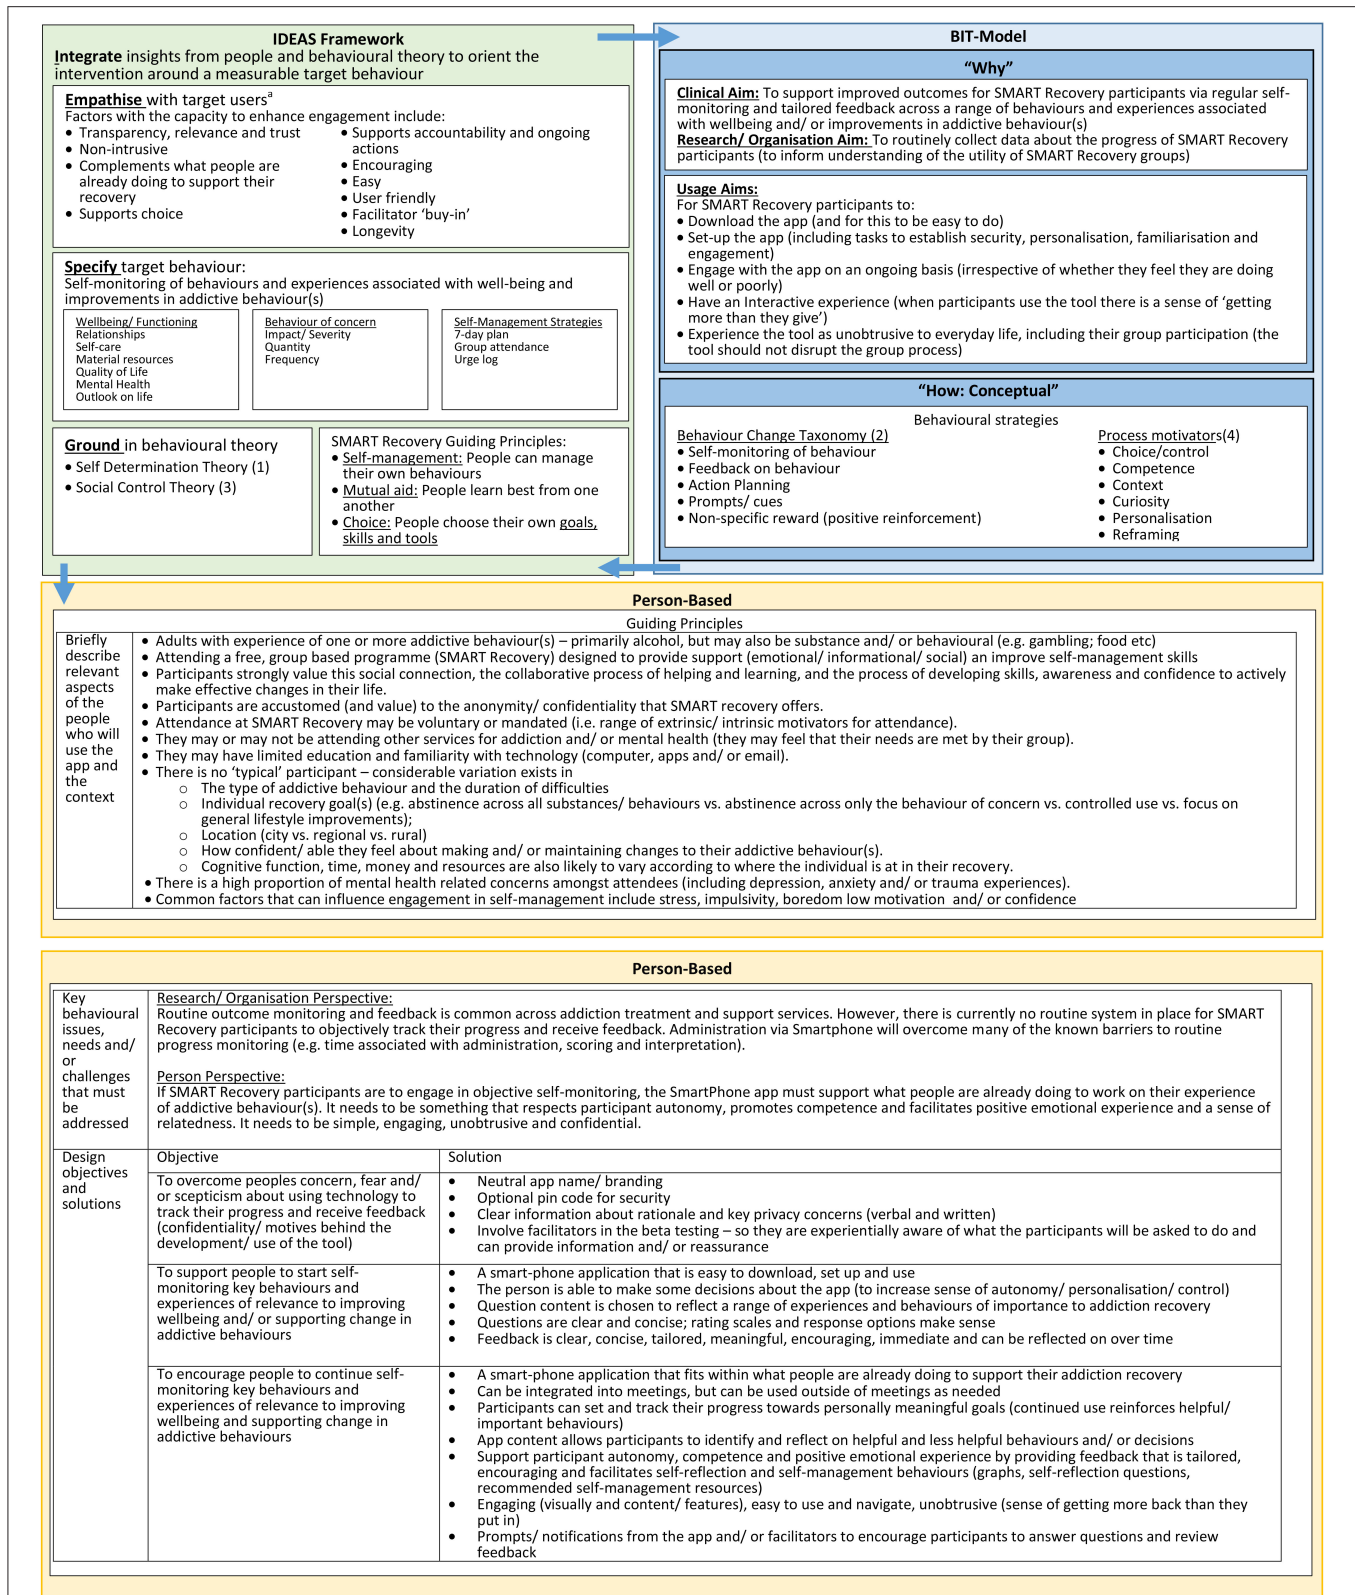 IDEAS Framework
Integrate insights from people and behavioural theory to orient the
intervention around a measurable target behaviour
Empathise with target usersa
Factors with the capacity to enhance engagement include:
• Transparency, relevance and trust
• Non-intrusive
• Complements what people are
already doing to support their
recovery
• Supports choice
• Supports accountability and ongoing
actions
• Encouraging
• Easy
• User friendly
• Facilitator ‘buy-in’
• Longevity
Specify target behaviour:
Self-monitoring of behaviours and experiences associated with well-being and
improvements in addictive behaviour(s)
Wellbeing/ Functioning
Relationships
Self-care
Material resources
Quality of Life
Mental Health
Outlook on life
Behaviour of concern
Impact/ Severity
Quantity
Frequency
Self-Management Strategies
7-day plan
Group attendance
Urge log
Ground in behavioural theory
• Self Determination Theory (1)
• Social Control Theory (3)
SMART Recovery Guiding Principles:
• Self-management: People can manage
their own behaviours
• Mutual aid: People learn best from one
another
• Choice: People choose their own goals,
skills and tools
BIT-Model
“Why”
Clinical Aim: To support improved outcomes for SMART Recovery participants via regular self-
monitoring and tailored feedback across a range of behaviours and experiences associated
with wellbeing and/ or improvements in addictive behaviour(s)
Research/ Organisation Aim: To routinely collect data about the progress of SMART Recovery
participants (to inform understanding of the utility of SMART Recovery groups)
Usage Aims:
For SMART Recovery participants to:
• Download the app (and for this to be easy to do)
• Set-up the app (including tasks to establish security, personalisation, familiarisation and
engagement)
• Engage with the app on an ongoing basis (irrespective of whether they feel they are doing
well or poorly)
• Have an Interactive experience (when participants use the tool there is a sense of ‘getting
more than they give’)
• Experience the tool as unobtrusive to everyday life, including their group participation (the
tool should not disrupt the group process)
“How: Conceptual”
Behavioural strategies
Behaviour Change Taxonomy (2)
• Self-monitoring of behaviour
• Feedback on behaviour
• Action Planning
• Prompts/ cues
• Non-specific reward (positive reinforcement)
Process motivators(4)
• Choice/control
• Competence
• Context
• Curiosity
• Personalisation
• Reframing
Person-Based
Guiding Principles
Briefly
describe
relevant
aspects
of the
people
who will
use the
app and
the
context
• Adults with experience of one or more addictive behaviour(s) – primarily alcohol, but may also be substance and/ or behavioural (e.g. gambling; food etc)
• Attending a free, group based programme (SMART Recovery) designed to provide support (emotional/ informational/ social) an improve self-management skills
• Participants strongly value this social connection, the collaborative process of helping and learning, and the process of developing skills, awareness and confidence to actively
make effective changes in their life.
• Participants are accustomed (and value) to the anonymity/ confidentiality that SMART recovery offers.
• Attendance at SMART Recovery may be voluntary or mandated (i.e. range of extrinsic/ intrinsic motivators for attendance).
• They may or may not be attending other services for addiction and/ or mental health (they may feel that their needs are met by their group).
• They may have limited education and familiarity with technology (computer, apps and/ or email).
• There is no ‘typical’ participant – considerable variation exists in
o The type of addictive behaviour and the duration of difficulties
o Individual recovery goal(s) (e.g. abstinence across all substances/ behaviours vs. abstinence across only the behaviour of concern vs. controlled use vs. focus on
general lifestyle improvements);
o Location (city vs. regional vs. rural)
o How confident/ able they feel about making and/ or maintaining changes to their addictive behaviour(s).
o Cognitive function, time, money and resources are also likely to vary according to where the individual is at in their recovery.
• There is a high proportion of mental health related concerns amongst attendees (including depression, anxiety and/ or trauma experiences).
• Common factors that can influence engagement in self-management include stress, impulsivity, boredom low motivation and/ or confidence
Person-Based
Key
behavioural
issues,
needs and/
or
challenges
that must
be
addressed
Research/ Organisation Perspective:
Routine outcome monitoring and feedback is common across addiction treatment and support services. However, there is currently no routine system in place for SMART
Recovery participants to objectively track their progress and receive feedback. Administration via Smartphone will overcome many of the known barriers to routine
progress monitoring (e.g. time associated with administration, scoring and interpretation).
Person Perspective:
If SMART Recovery participants are to engage in objective self-monitoring, the SmartPhone app must support what people are already doing to work on their experience
of addictive behaviour(s). It needs to be something that respects participant autonomy, promotes competence and facilitates positive emotional experience and a sense of
relatedness. It needs to be simple, engaging, unobtrusive and confidential.
Design
objectives
and
solutions
Objective
Solution
To overcome peoples concern, fear and/
or scepticism about using technology to
track their progress and receive feedback
(confidentiality/ motives behind the
development/ use of the tool)
• Neutral app name/ branding
• Optional pin code for security
• Clear information about rationale and key privacy concerns (verbal and written)
• Involve facilitators in the beta testing – so they are experientially aware of what the participants will be asked to do and
can provide information and/ or reassurance
To support people to start self-
monitoring key behaviours and
experiences of relevance to improving
wellbeing and/ or supporting change in
addictive behaviours
• A smart-phone application that is easy to download, set up and use
• The person is able to make some decisions about the app (to increase sense of autonomy/ personalisation/ control)
• Question content is chosen to reflect a range of experiences and behaviours of importance to addiction recovery
• Questions are clear and concise; rating scales and response options make sense
• Feedback is clear, concise, tailored, meaningful, encouraging, immediate and can be reflected on over time
To encourage people to continue self-
monitoring key behaviours and
experiences of relevance to improving
wellbeing and supporting change in
addictive behaviours
• A smart-phone application that fits within what people are already doing to support their addiction recovery
• Can be integrated into meetings, but can be used outside of meetings as needed
• Participants can set and track their progress towards personally meaningful goals (continued use reinforces helpful/
important behaviours)
• App content allows participants to identify and reflect on helpful and less helpful behaviours and/ or decisions
• Support participant autonomy, competence and positive emotional experience by providing feedback that is tailored,
encouraging and facilitates self-reflection and self-management behaviours (graphs, self-reflection questions,
recommended self-management resources)
• Engaging (visually and content/ features), easy to use and navigate, unobtrusive (sense of getting more back than they
put in)
• Prompts/ notifications from the app and/ or facilitators to encourage participants to answer questions and review
feedback